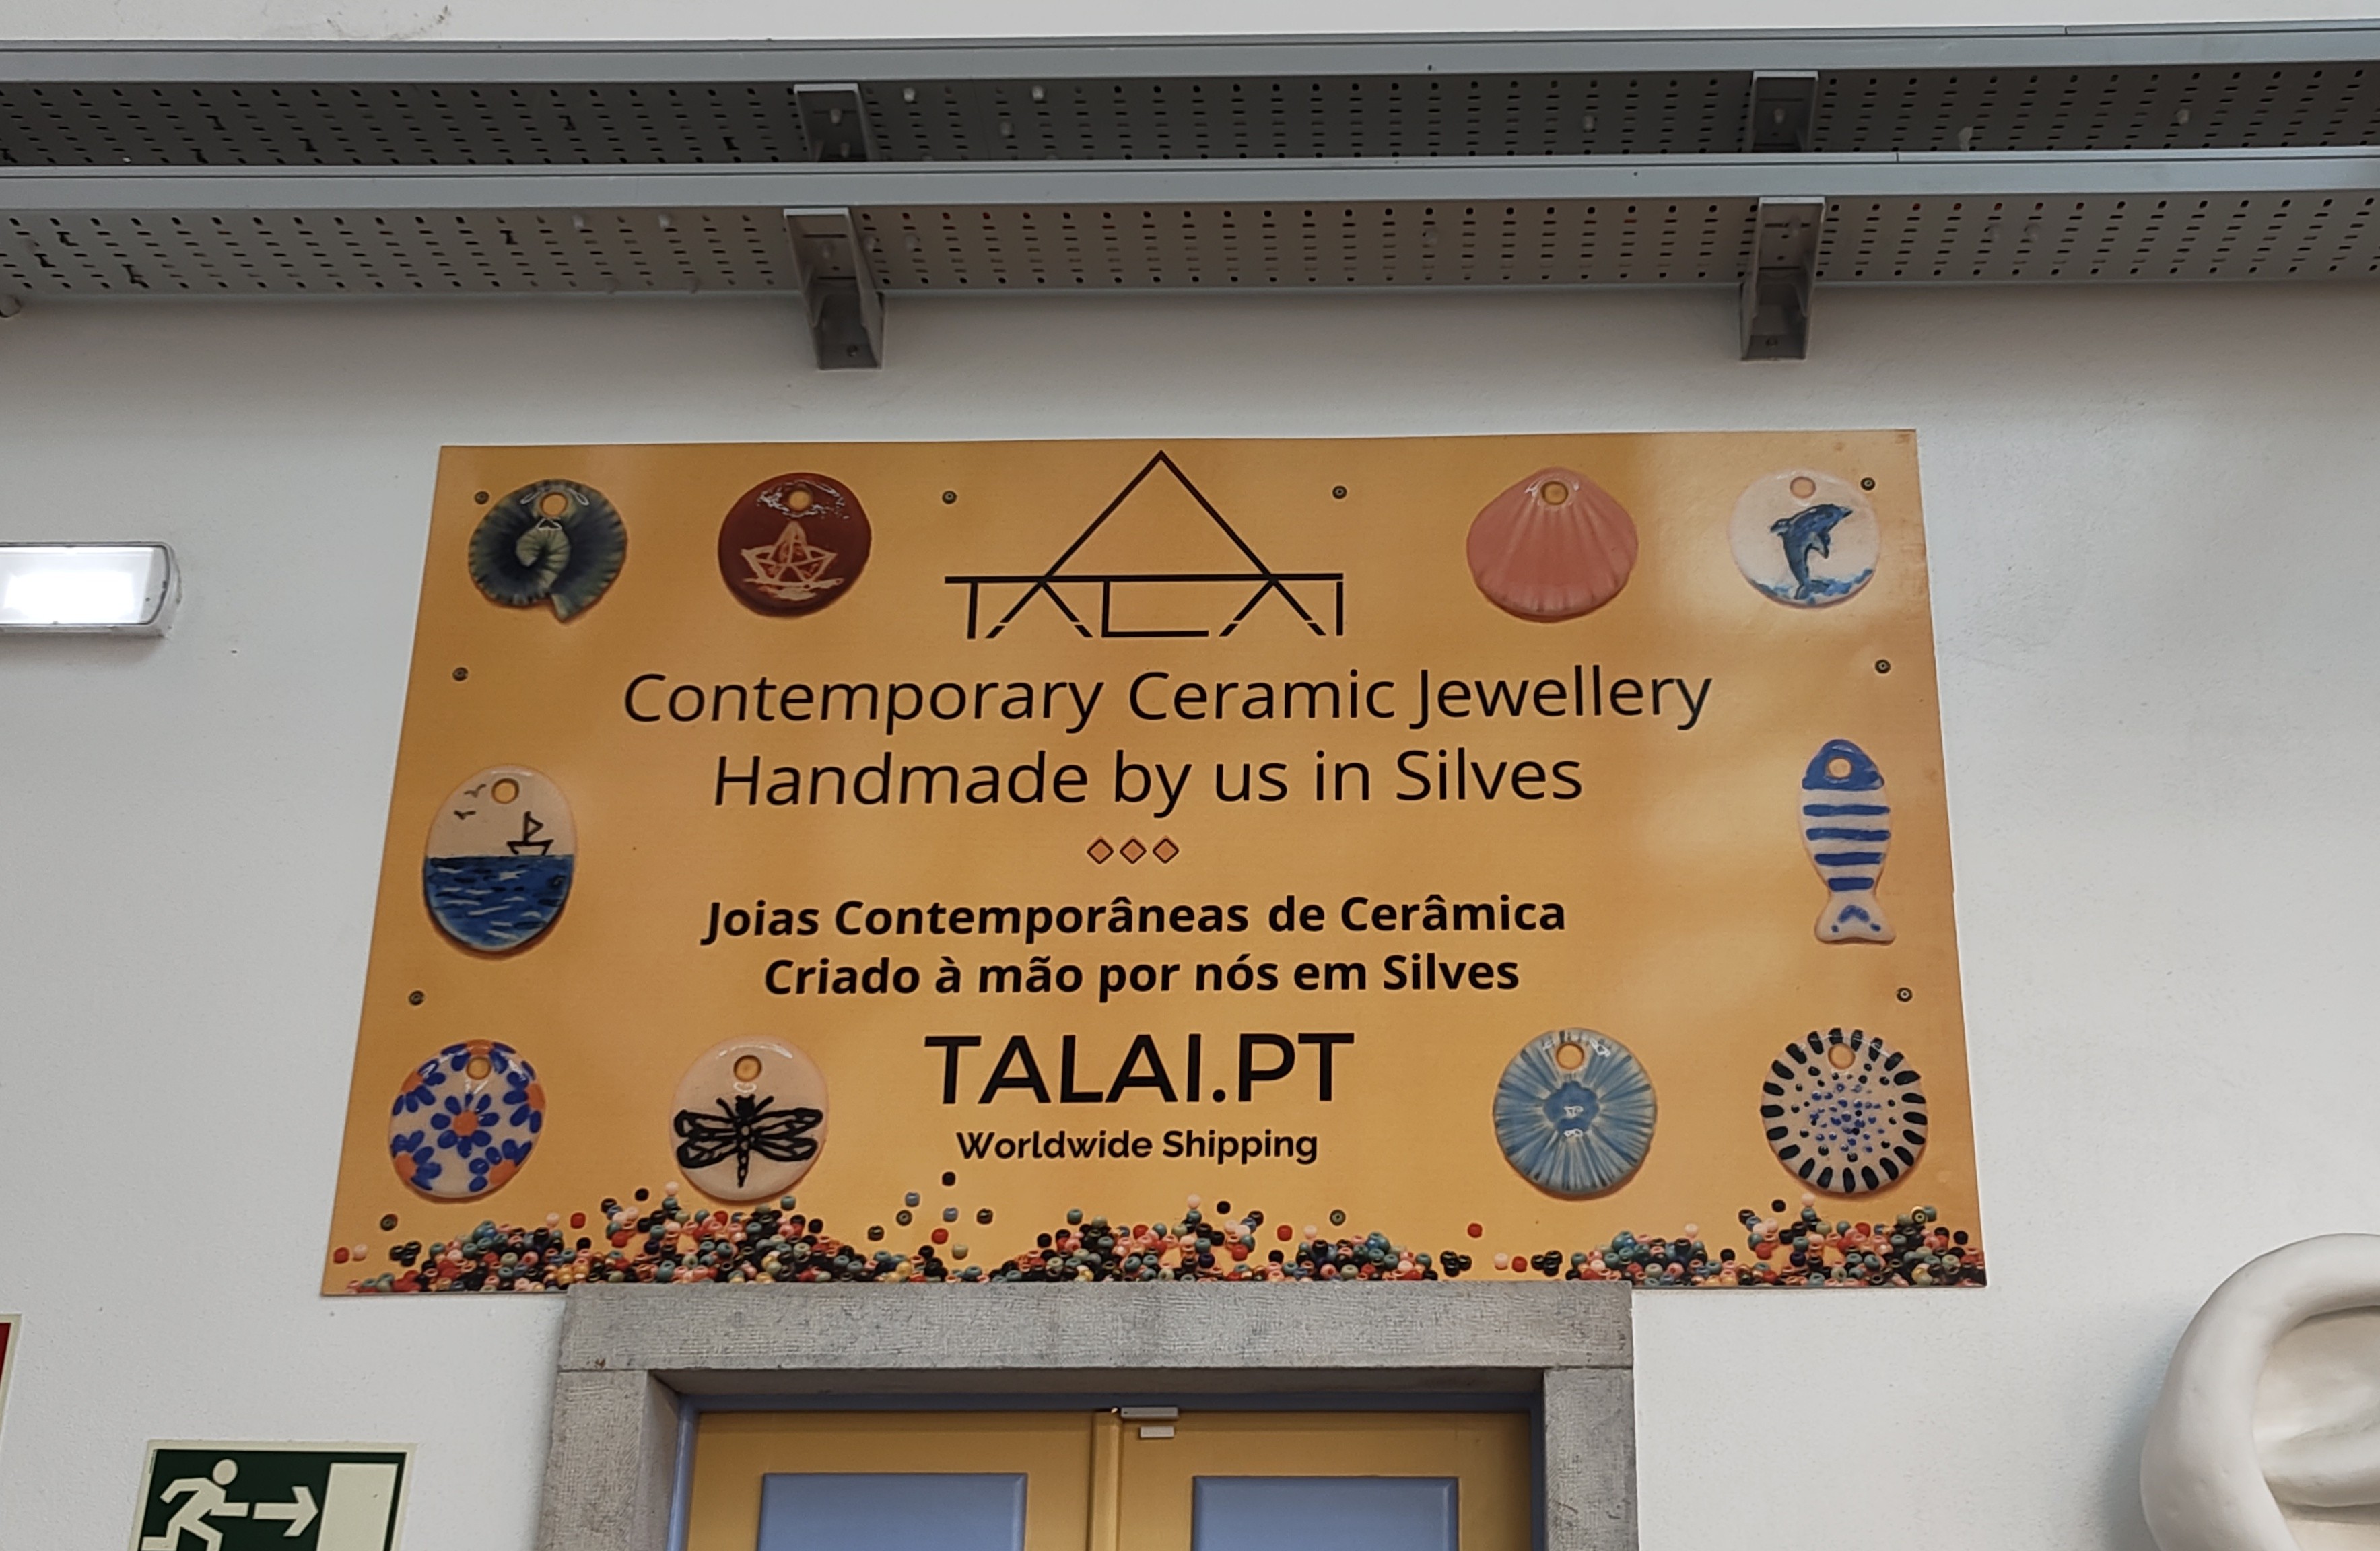 TALAI
Contemporary Ceramic Jewellery
Handmade by us in Silves
Joias Contemporâneas de Cerâmica
Criado à mão por nós em Silves
TALAI.PT
Worldwide Shipping